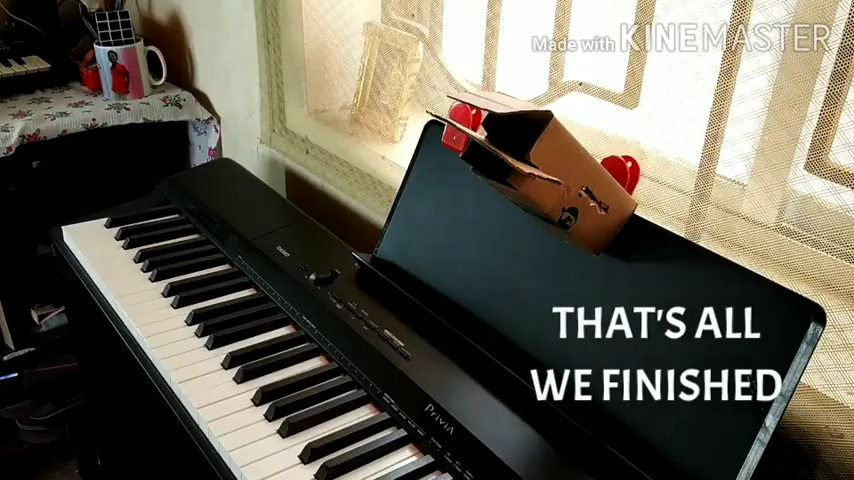 Made with KINEMASTER
CASIO
THAT'S ALL
WE FINISHED
PRIVIA